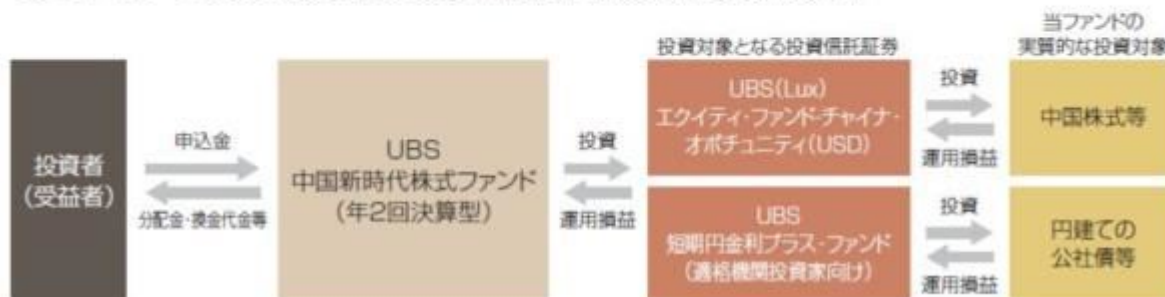 当ファンドの
投資対象となる投資信託証券
実質的な投資対象
投資者
(受益者)
申込金
分配金・換金代金等
UBS
中国新時代株式ファンド
(年2回決算型)
投資
運用損益
UBS(Lux)
エクイティ・ファンド-チャイナ・
オポチュニティ(USD)
投資
運用損益
中国株式等
UBS
短期円金利プラス・ファンド
(適格機関投資家向け)
投資
運用損益
円建ての
公社債等